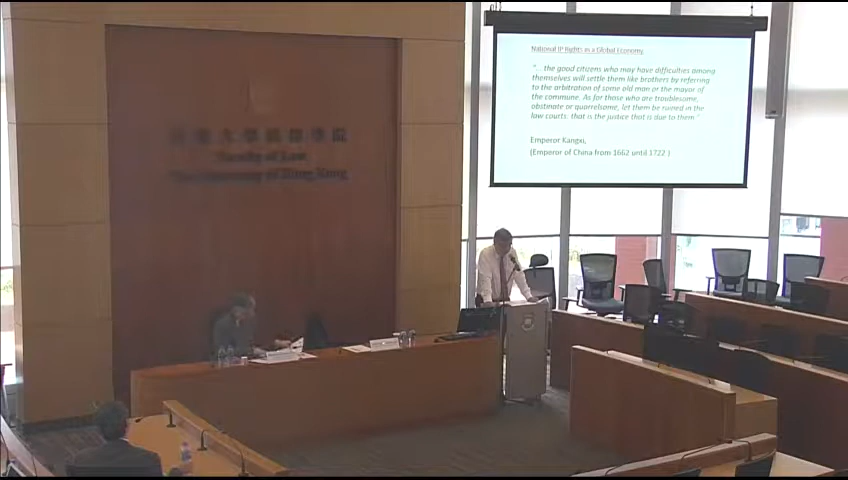 National IP Rights in a Global Economy
"... the good citizens who may have difficulties among
themselves will settle them like brothers by referring
to the arbitration of some old man or the mayor of
the commune. As for those who are troublesome,
obstinate or quarrelsome, let them be ruined in the
law courts: that is the justice that is due to them"
Emperor Kangxi,
(Emperor of China from 1662 until 1722 )
Faculty of Law
The University of Hong Kong